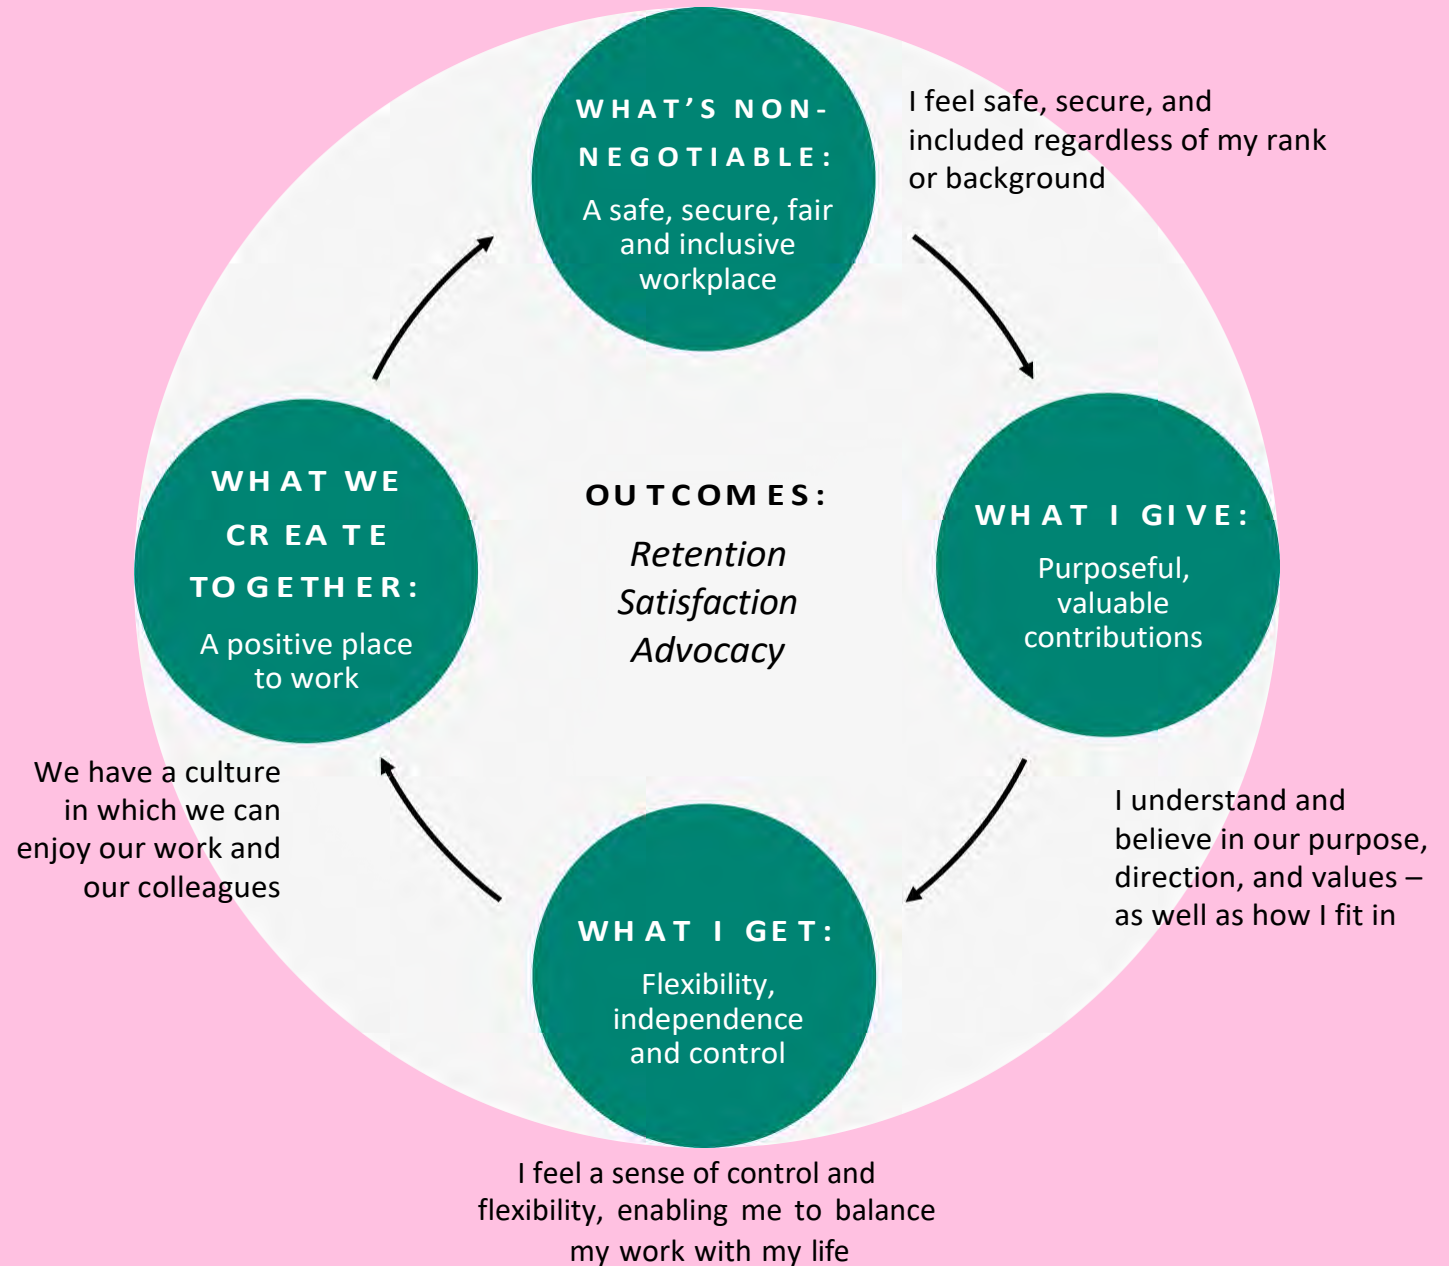 WHAT’S NON-
NEGOTIABLE:
A safe, secure, fair
and inclusive
workplace
I feel safe, secure, and
included regardless of my rank
or background
WHAT I GIVE:
Purposeful,
valuable
contributions
I understand and
believe in our purpose,
direction, and values –
as well as how I fit in
WHAT I GET:
Flexibility,
independence
and control
I feel a sense of control and
flexibility, enabling me to balance
my work with my life
WHAT WE
CREATE
TOGETHER:
A positive place
to work
We have a culture
in which we can
enjoy our work and
our colleagues
OUTCOMES:
Retention
Satisfaction
Advocacy